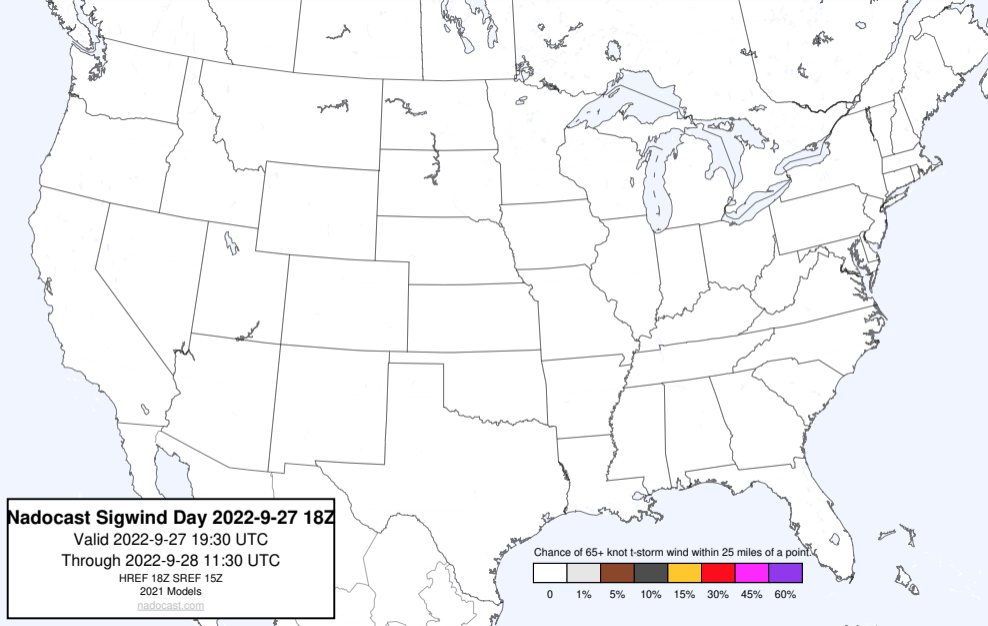 Nadocast Sigwind Day 2022-9-27 18Z
Valid 2022-9-27 19:30 UTC
Through 2022-9-28 11:30 UTC
HREF 18Z SREF 15Z
2021 Models
nadocast.com
Chance of 65+ knot t-storm wind within 25 miles of a point.
0 1% 5% 10% 15% 30% 45% 60%